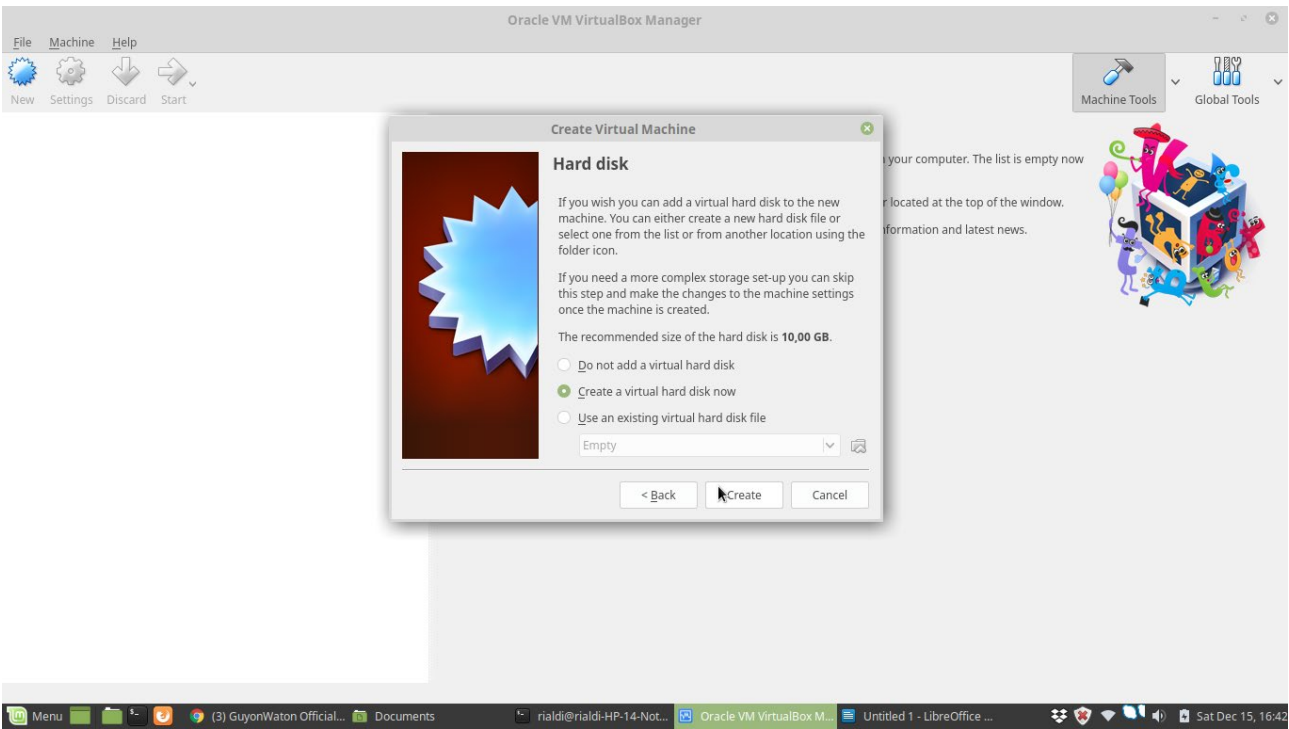 Oracle VM VirtualBox Manager
File Machine Help
New Settings Discard Start
Machine Tools Global Tools
Create Virtual Machine
Hard disk
If you wish you can add a virtual hard disk to the new
machine. You can either create a new hard disk file or
select one from the list or from another location using the
folder icon.
If you need a more complex storage set-up you can skip
this step and make the changes to the machine settings
once the machine is created.
The recommended size of the hard disk is 10,00 GB.
Do not add a virtual hard disk
Create a virtual hard disk now
Use an existing virtual hard disk file
Empty
< Back Create Cancel
your computer. The list is empty now
located at the top of the window.
information and latest news.
Menu (3) GuyonWaton Official... Documents rialdi@rialdi-HP-14-Not... Oracle VM VirtualBox M... Untitled 1 - LibreOffice ... Sat Dec 15, 16:42